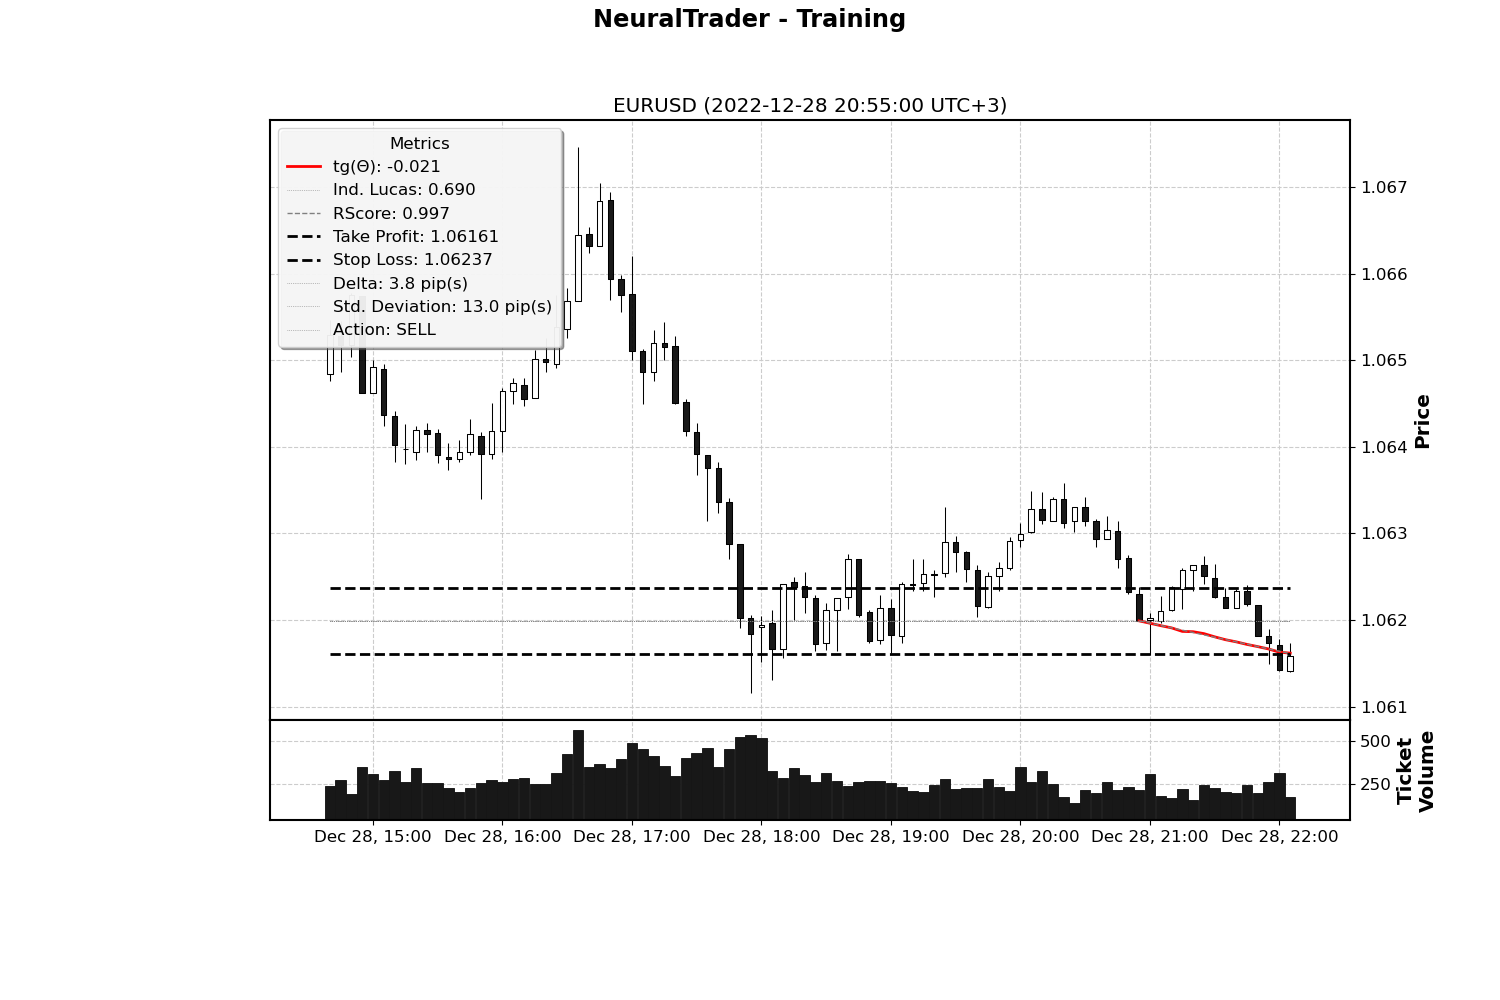 NeuralTrader - Training
EURUSD (2022-12-28 20:55:00 UTC+3)
Metrics
tg(Θ): -0.021
Ind. Lucas: 0.690
RScore: 0.997
Take Profit: 1.06161
Stop Loss: 1.06237
Delta: 3.8 pip(s)
Std. Deviation: 13.0 pip(s)
Action: SELL
1.067
1.066
1.065
1.064
1.063
1.062
1.061
Price
500
250
Ticket
Volume
Dec 28, 15:00
Dec 28, 16:00
Dec 28, 17:00
Dec 28, 18:00
Dec 28, 19:00
Dec 28, 20:00
Dec 28, 21:00
Dec 28, 22:00